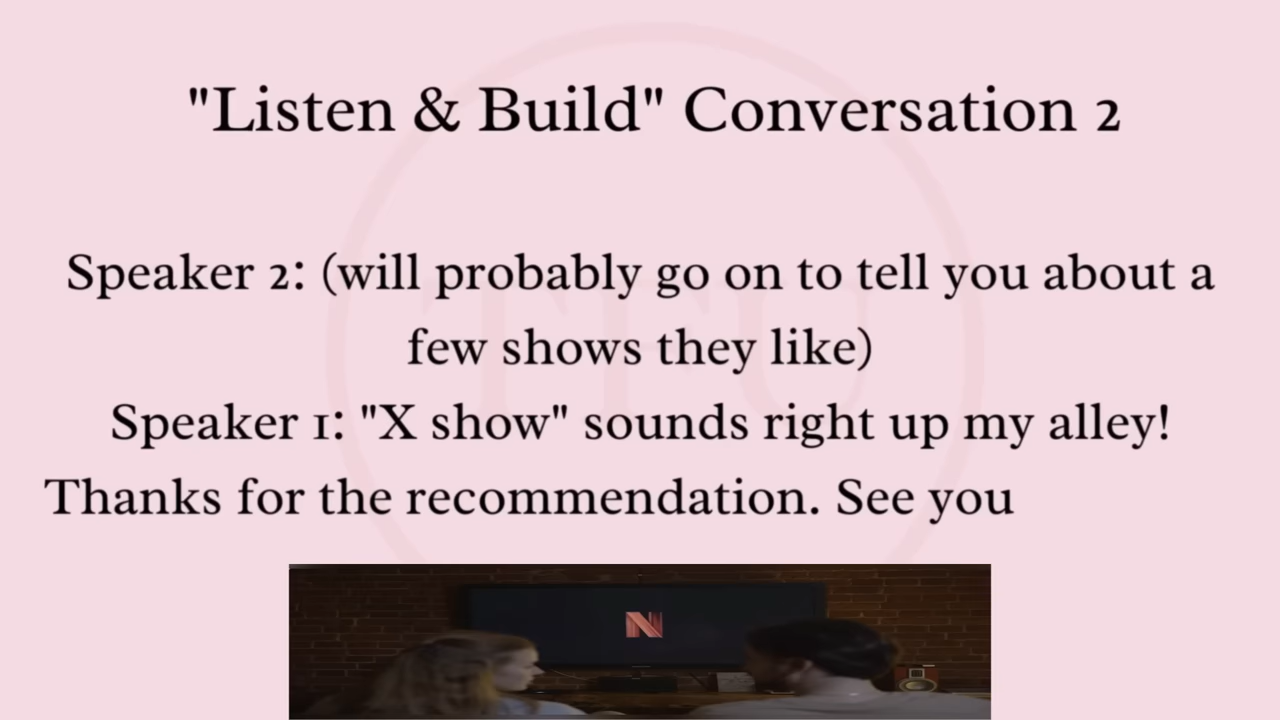 "Listen & Build" Conversation 2
Speaker 2: (will probably go on to tell you about a
few shows they like)
Speaker 1: "X show" sounds right up my alley!
Thanks for the recommendation. See you
TFU
N